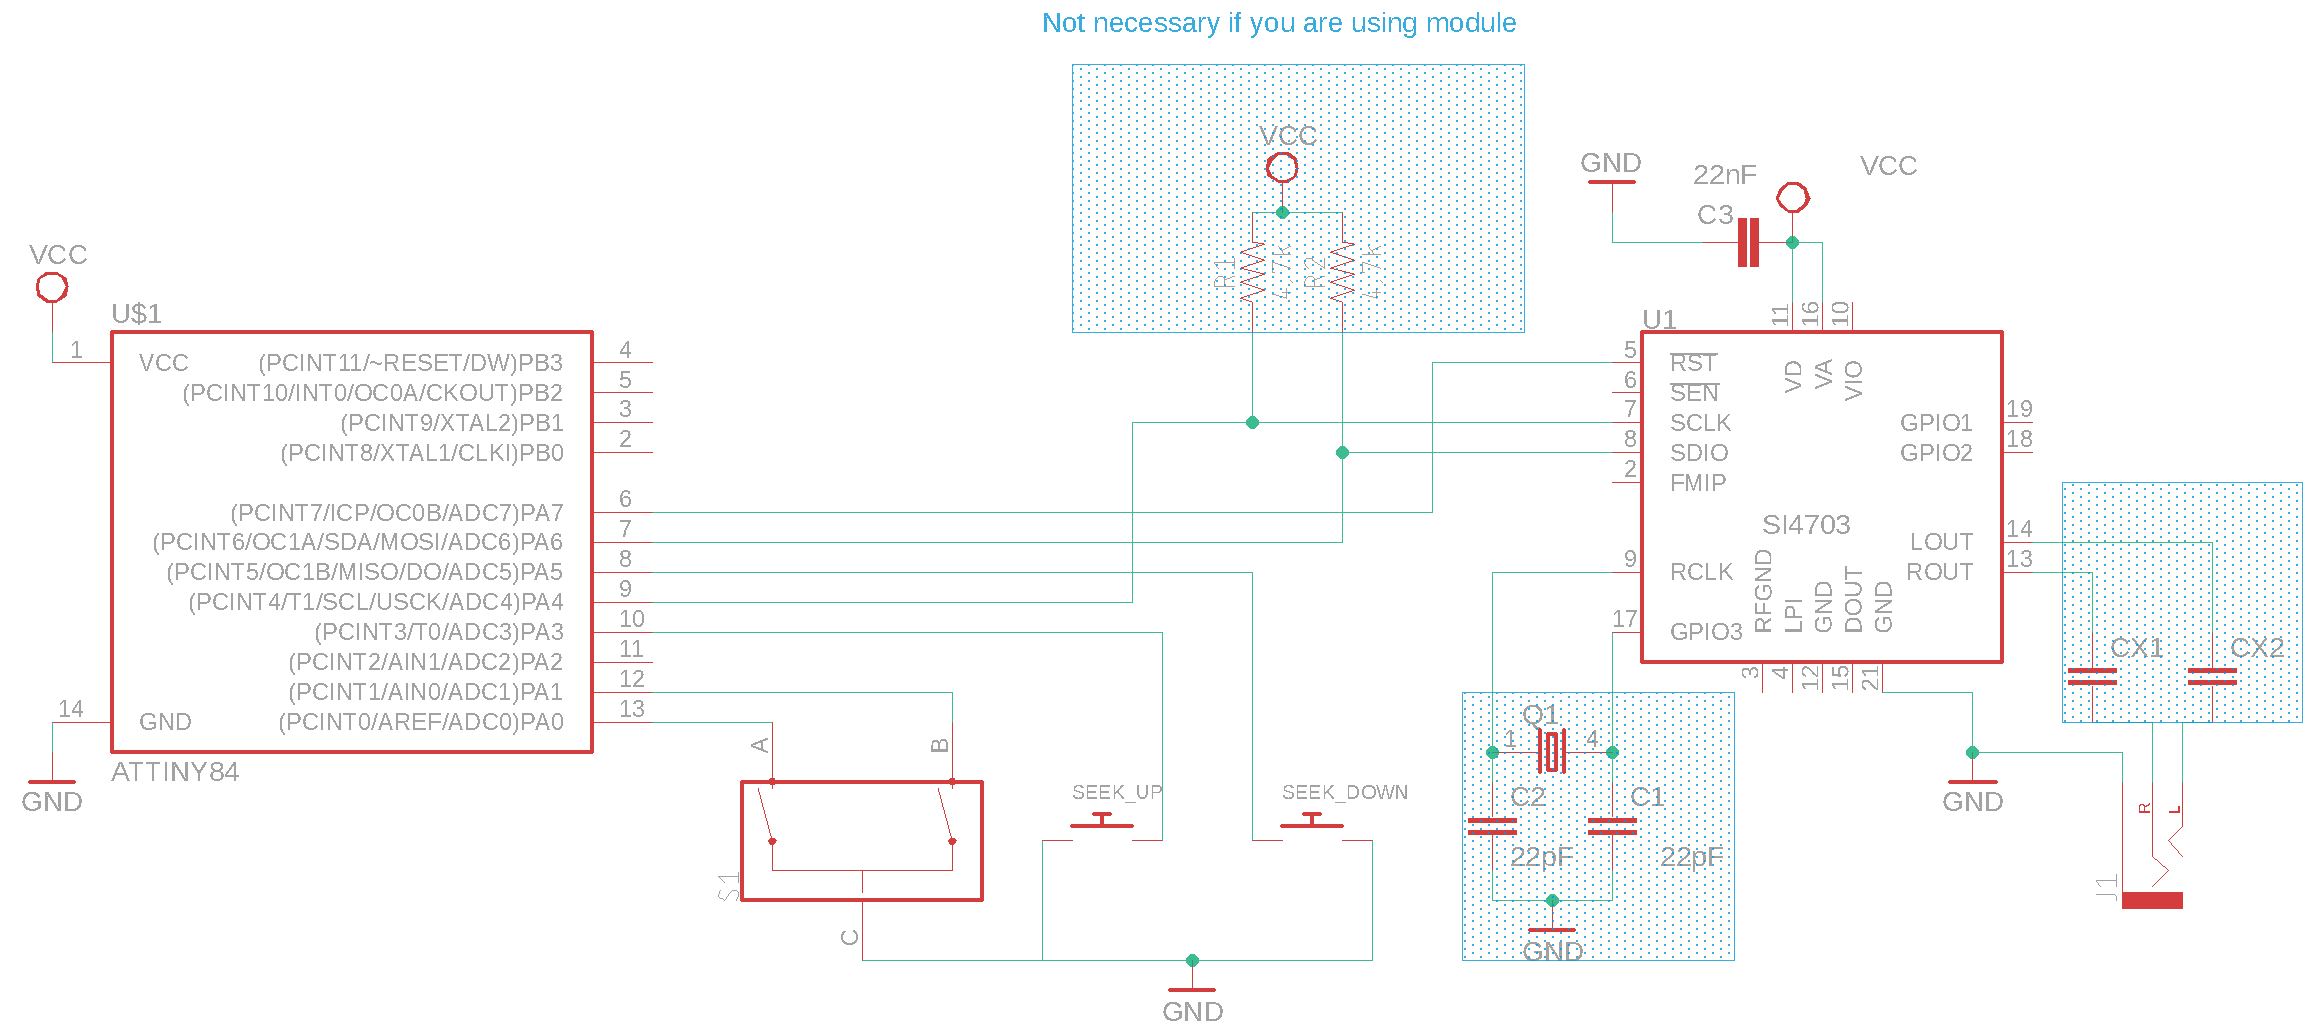 Not necessary if you are using module
VCC
GND
22nF
VCC
C3
VCC
R1
4,7k
R2
4,7k
U$1
1
VCC
(PCINT11/~RESET/DW)PB3
4
(PCINT10/INT0/OC0A/CKOUT)PB2
5
(PCINT9/XTAL2)PB1
3
(PCINT8/XTAL1/CLKI)PB0
2
(PCINT7/ICP/OC0B/ADC7)PA7
6
(PCINT6/OC1A/SDA/MOSI/ADC6)PA6
7
(PCINT5/OC1B/MISO/DO/ADC5)PA5
8
(PCINT4/T1/SCL/USCK/ADC4)PA4
9
(PCINT3/T0/ADC3)PA3
10
(PCINT2/AIN1/ADC2)PA2
11
(PCINT1/AIN0/ADC1)PA1
12
14
GND
(PCINT0/AREF/ADC0)PA0
13
ATTINY84
GND
U1
11
16
10
VD
VA
VIO
5
RST
6
SEN
7
SCLK
8
SDIO
2
FMIP
9
RCLK
17
GPIO3
SI4703
GPIO1
19
GPIO2
18
LOUT
14
ROUT
13
RFGND
LPI
GND
DOUT
GND
3
4
12
15
21
CX1
CX2
A
B
S1
C
SEEK_UP
SEEK_DOWN
GND
Q1
1
4
C2
C1
22pF
22pF
GND
GND
R
L
J1